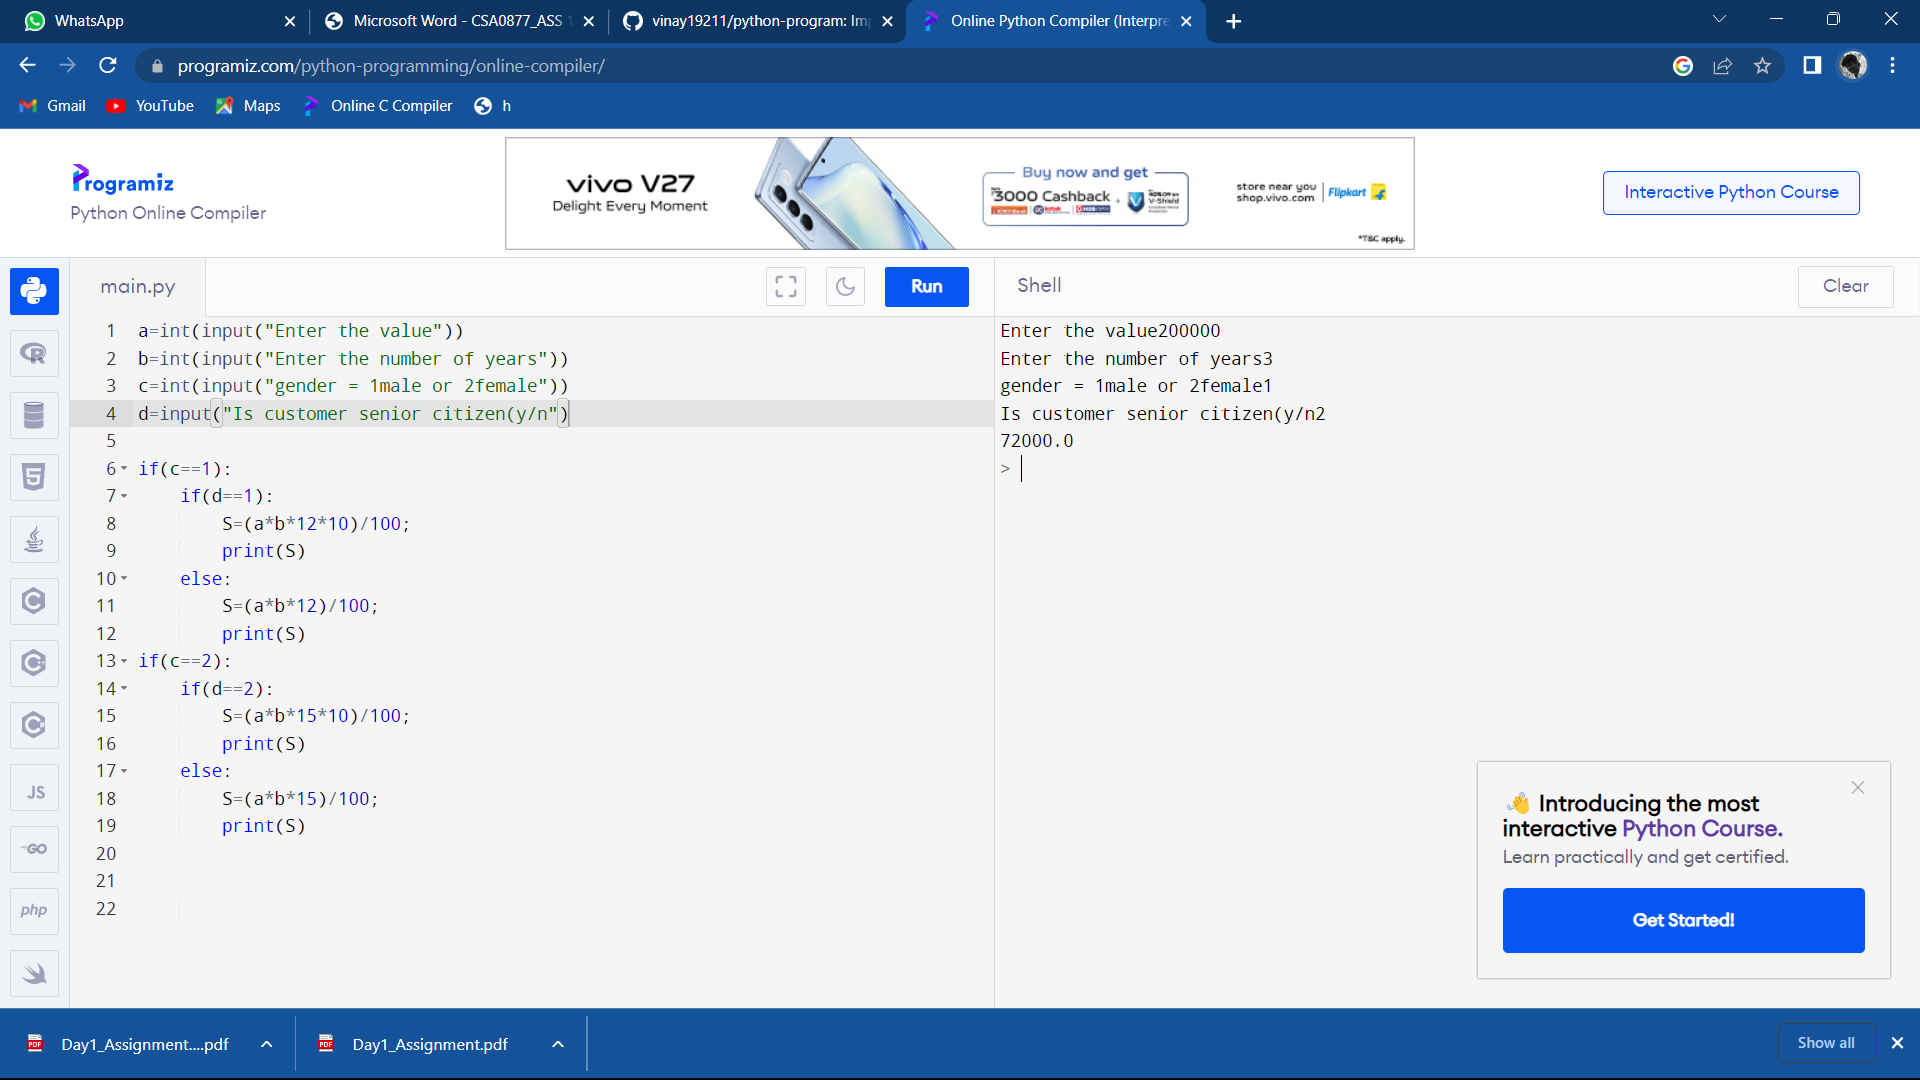 WhatsApp
Microsoft Word - CSA0877_ASS 1
vinay19211/python-program: Imp
Online Python Compiler (Interpre
programiz.com/python-programming/online-compiler/
Gmail
YouTube
Maps
Online C Compiler
h
Programiz
Python Online Compiler
vivo V27
Delight Every Moment
Buy now and get
₹3000 Cashback
+
V-Shield
store near you
shop.vivo.com
Flipkart
*T&C apply.
Interactive Python Course
main.py
Run
Shell
Clear
1 a=int(input("Enter the value"))
2 b=int(input("Enter the number of years"))
3 c=int(input("gender = 1male or 2female"))
4 d=input("Is customer senior citizen(y/n")
5
6 if(c==1):
7     if(d==1):
8         S=(a*b*12*10)/100;
9         print(S)
10     else:
11         S=(a*b*12)/100;
12         print(S)
13 if(c==2):
14     if(d==2):
15         S=(a*b*15*10)/100;
16         print(S)
17     else:
18         S=(a*b*15)/100;
19         print(S)
20
21
22
Enter the value200000
Enter the number of years3
gender = 1male or 2female1
Is customer senior citizen(y/n2
72000.0
>
JS
GO
php
👋 Introducing the most
interactive Python Course.
Learn practically and get certified.
Get Started!
PDF
Day1_Assignment....pdf
PDF
Day1_Assignment.pdf
Show all